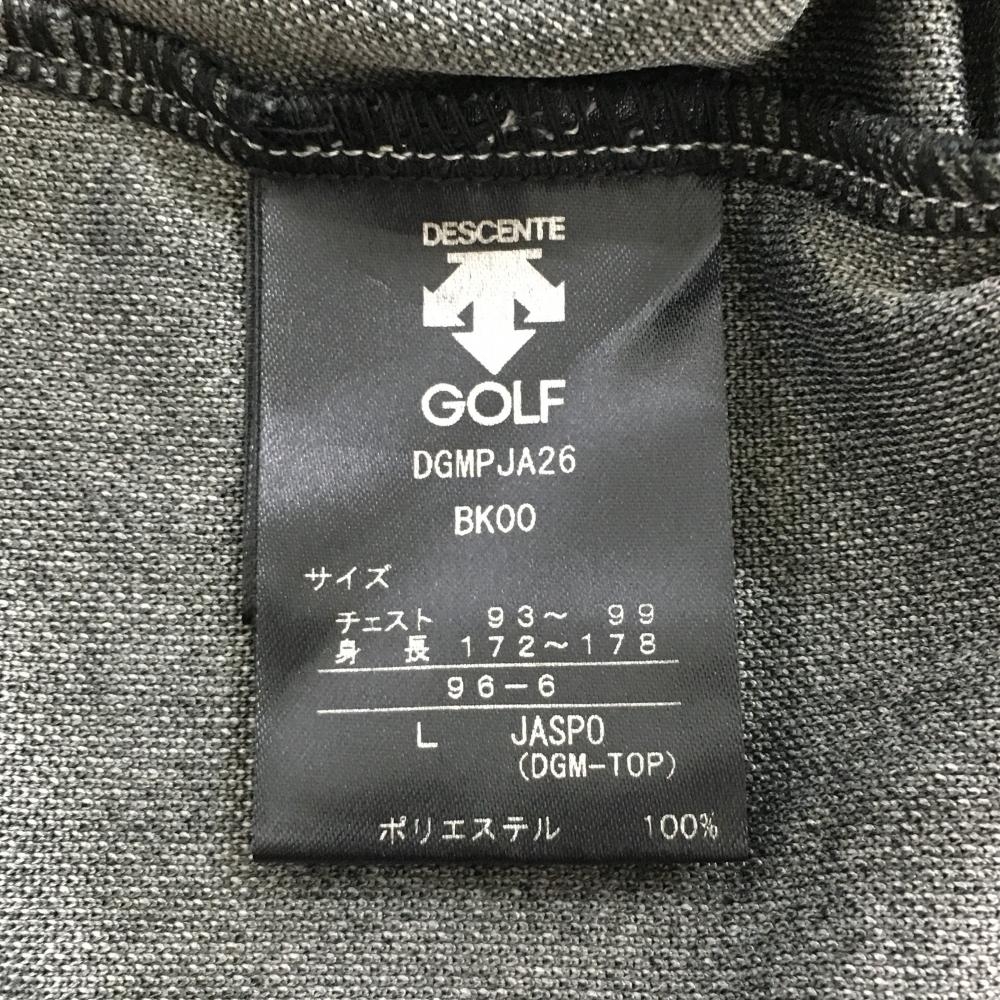 DESCENTE
GOLF
DGMPJA26
BK00
サイズ
チェスト 93～ 99
身 長 172～178
96－6
L JASPO
(DGM-TOP)
ポリエステル 100%